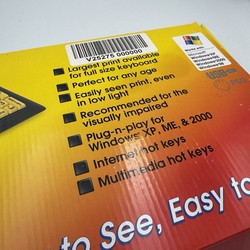 V25275 000000
Largest print available
for full size keyboard
Perfect for any age
Easily seen print, even
in low light
Recommended for the
visually impaired
Plug-n-play for
Windows XP, ME, & 2000
Internet hot keys
Multimedia hot keys
to See, Easy to